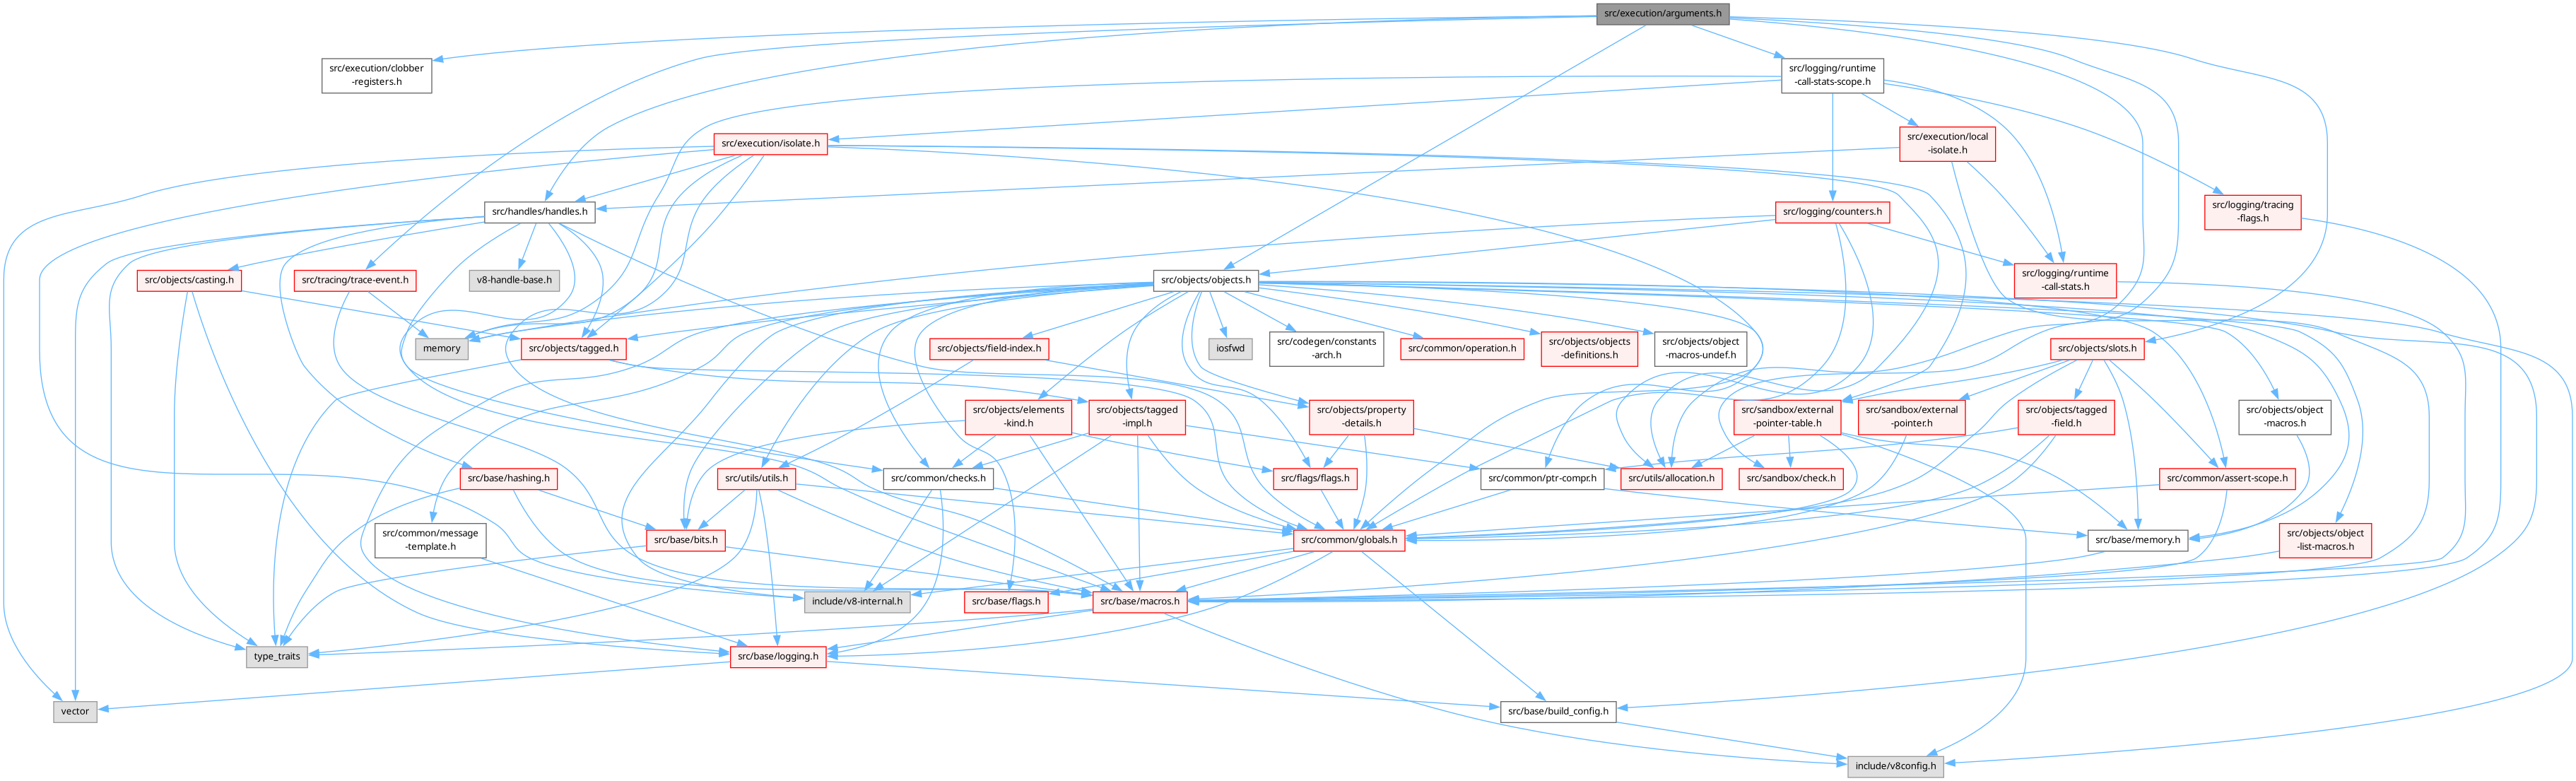 src/execution/arguments.h
src/execution/clobber
-registers.h
src/logging/runtime
-call-stats-scope.h
src/execution/isolate.h
src/execution/local
-isolate.h
src/handles/handles.h
src/logging/counters.h
src/logging/tracing
-flags.h
src/objects/casting.h
src/tracing/trace-event.h
v8-handle-base.h
src/objects/objects.h
src/logging/runtime
-call-stats.h
memory
src/objects/tagged.h
src/objects/field-index.h
iosfwd
src/codegen/constants
-arch.h
src/common/operation.h
src/objects/objects
-definitions.h
src/objects/object
-macros-undef.h
src/objects/slots.h
src/objects/elements
-kind.h
src/objects/tagged
-impl.h
src/objects/property
-details.h
src/sandbox/external
-pointer-table.h
src/sandbox/external
-pointer.h
src/objects/tagged
-field.h
src/objects/object
-macros.h
src/base/hashing.h
src/utils/utils.h
src/common/checks.h
src/flags/flags.h
src/common/ptr-compr.h
src/utils/allocation.h
src/sandbox/check.h
src/common/assert-scope.h
src/common/message
-template.h
src/base/bits.h
src/common/globals.h
src/base/memory.h
src/objects/object
-list-macros.h
include/v8-internal.h
src/base/flags.h
src/base/macros.h
type_traits
src/base/logging.h
vector
src/base/build_config.h
include/v8config.h